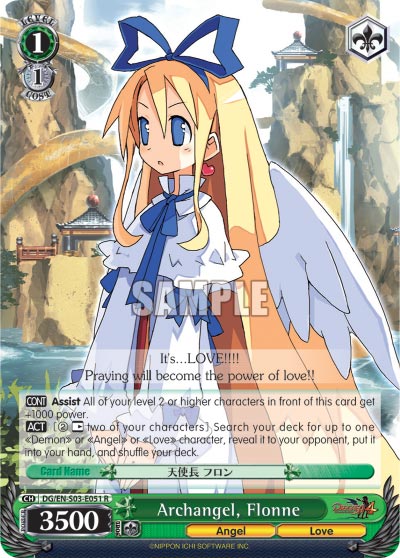 LEVEL
1
1
COST
SAMPLE
It's...LOVE!!!!
Praying will become the power of love!!
CONT Assist All of your level 2 or higher characters in front of this card get
+1000 power.
ACT [② two of your characters] Search your deck for up to one
«Demon» or «Angel» or «Love» character, reveal it to your opponent, put it
into your hand, and shuffle your deck.
Card Name
天使長 フロン
CH DG/EN-S03-E051 R
3500
Archangel, Flonne
Angel
Love
©NIPPON ICHI SOFTWARE INC.